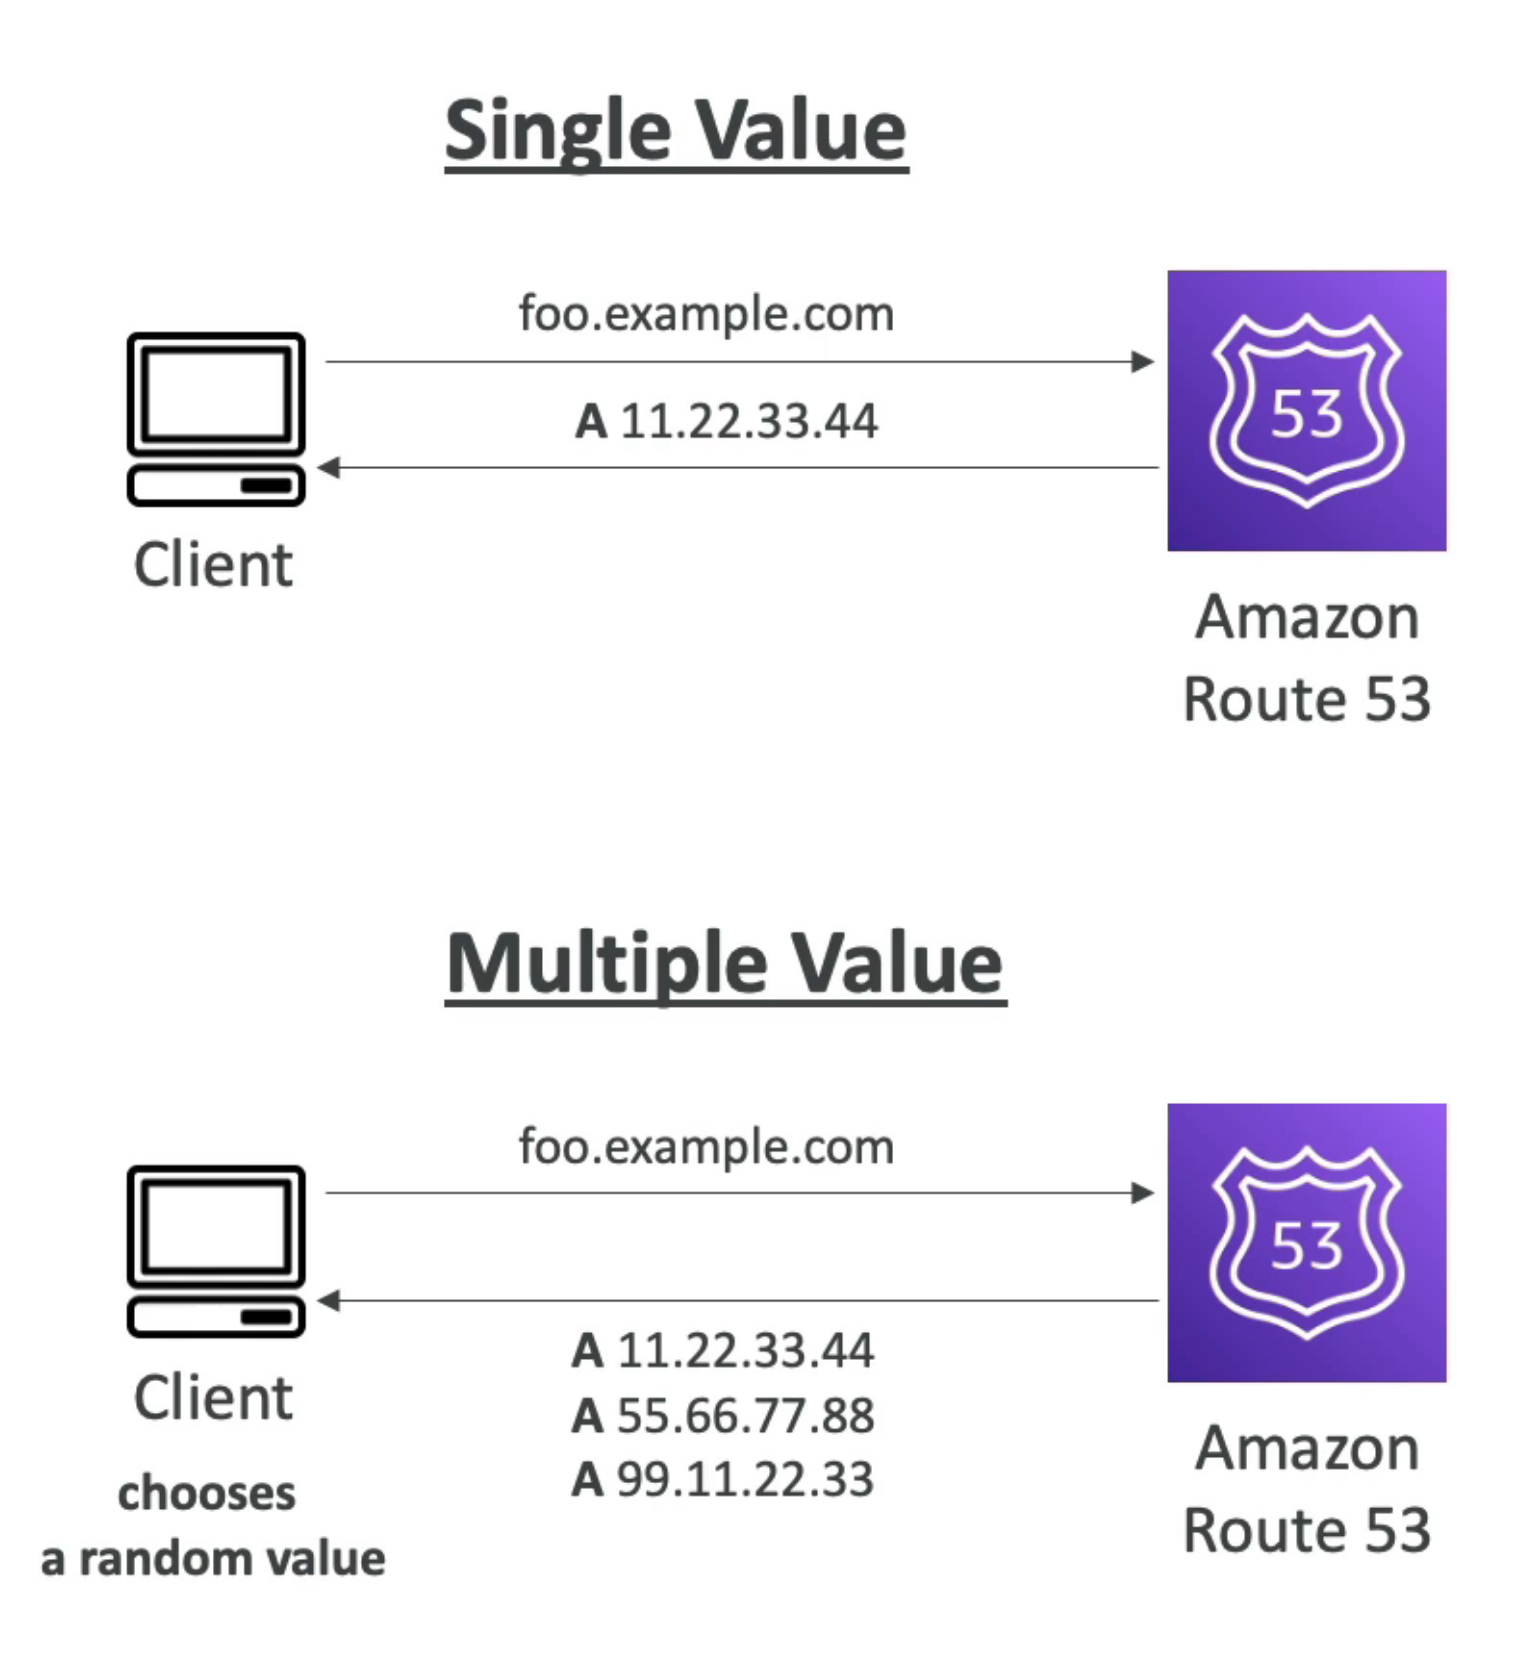 Single Value
foo.example.com
A 11.22.33.44
53
Client
Amazon
Route 53
Multiple Value
foo.example.com
53
A 11.22.33.44
A 55.66.77.88
A 99.11.22.33
Client
chooses
a random value
Amazon
Route 53